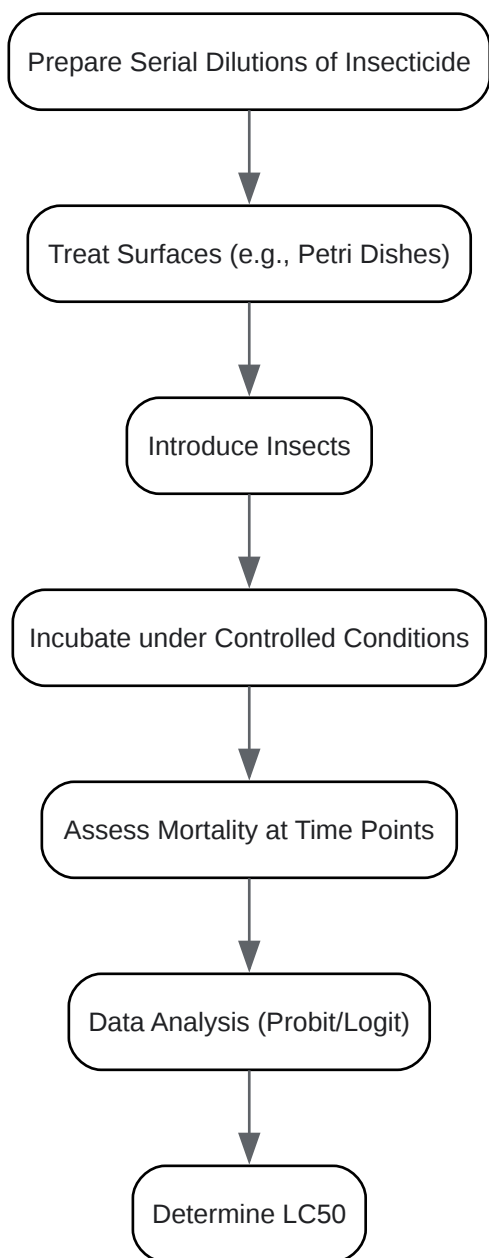 Prepare Serial Dilutions of Insecticide
Treat Surfaces (e.g., Petri Dishes)
Introduce Insects
Incubate under Controlled Conditions
Assess Mortality at Time Points
Data Analysis (Probit/Logit)
Determine LC50